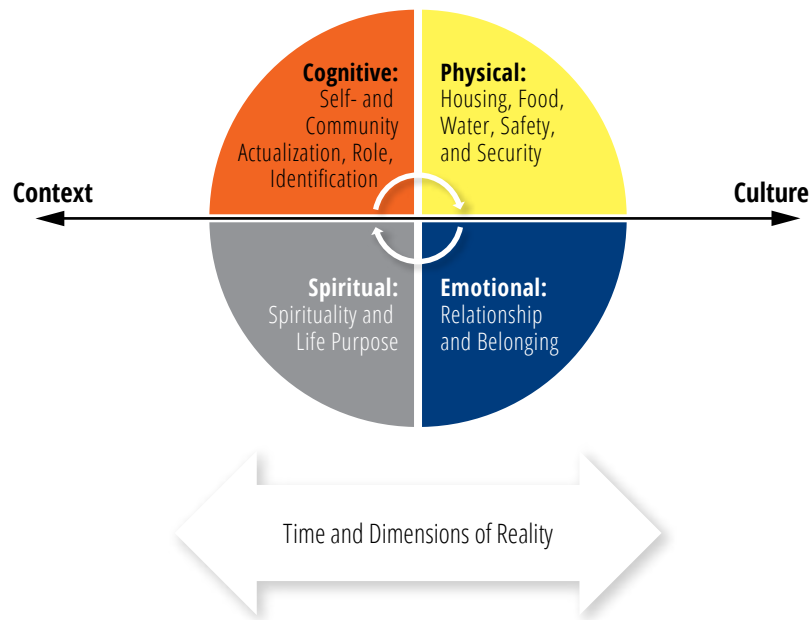 Cognitive:
Self- and
Community
Actualization, Role,
Identification
Physical:
Housing, Food,
Water, Safety,
and Security
Context
Culture
Spiritual:
Spirituality and
Life Purpose
Emotional:
Relationship
and Belonging
Time and Dimensions of Reality